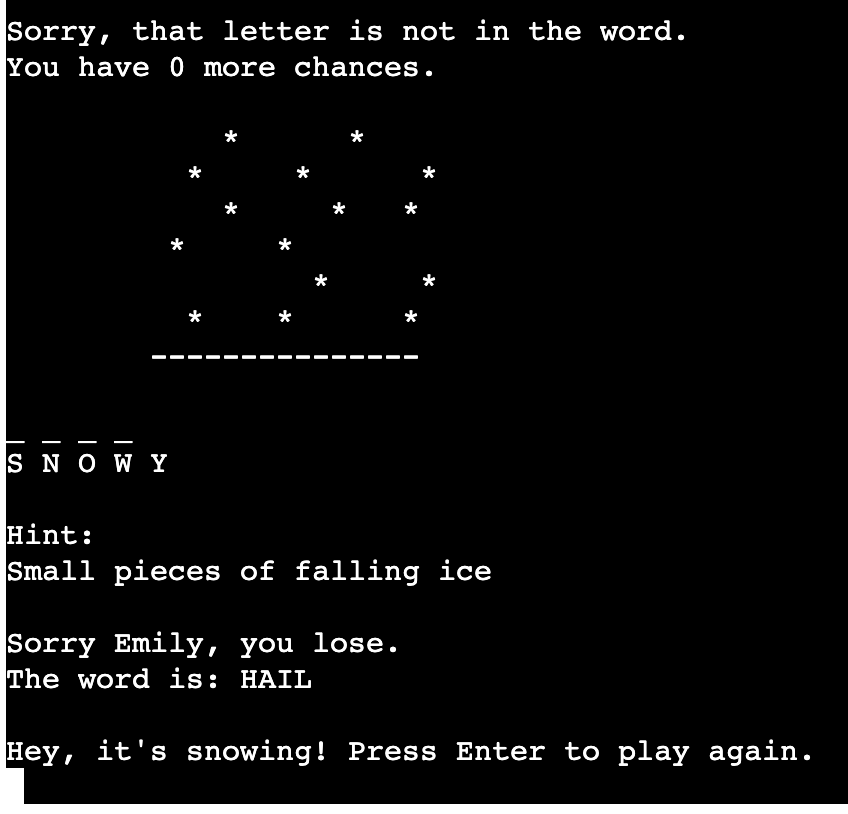 Sorry, that letter is not in the word.
You have 0 more chances.
* *
* * *
* * *
* *
* *
* * *
---------------
_ _ _ _
S N O W Y
Hint:
Small pieces of falling ice
Sorry Emily, you lose.
The word is: HAIL
Hey, it's snowing! Press Enter to play again.